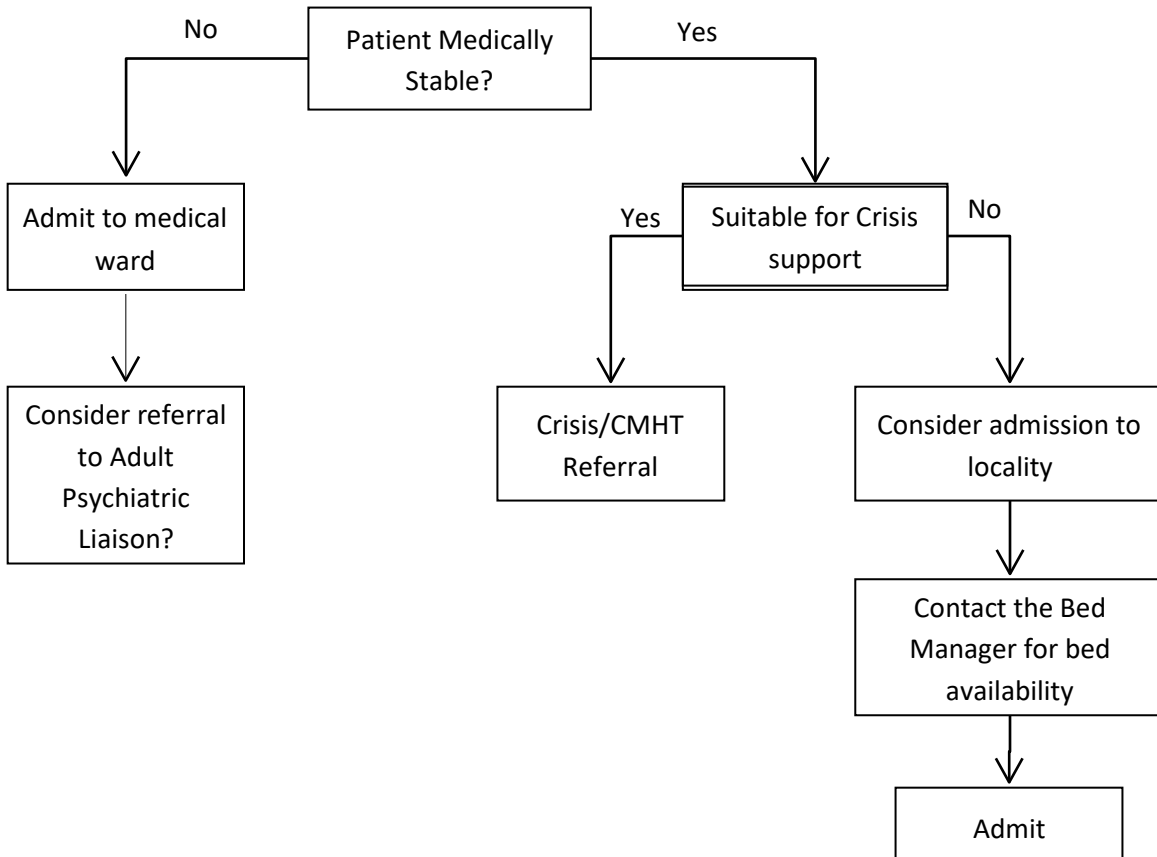 No
Patient Medically
Stable?
Yes
Admit to medical
ward
Yes
Suitable for Crisis
support
No
Consider referral
to Adult
Psychiatric
Liaison?
Crisis/CMHT
Referral
Consider admission to
locality
Contact the Bed
Manager for bed
availability
Admit